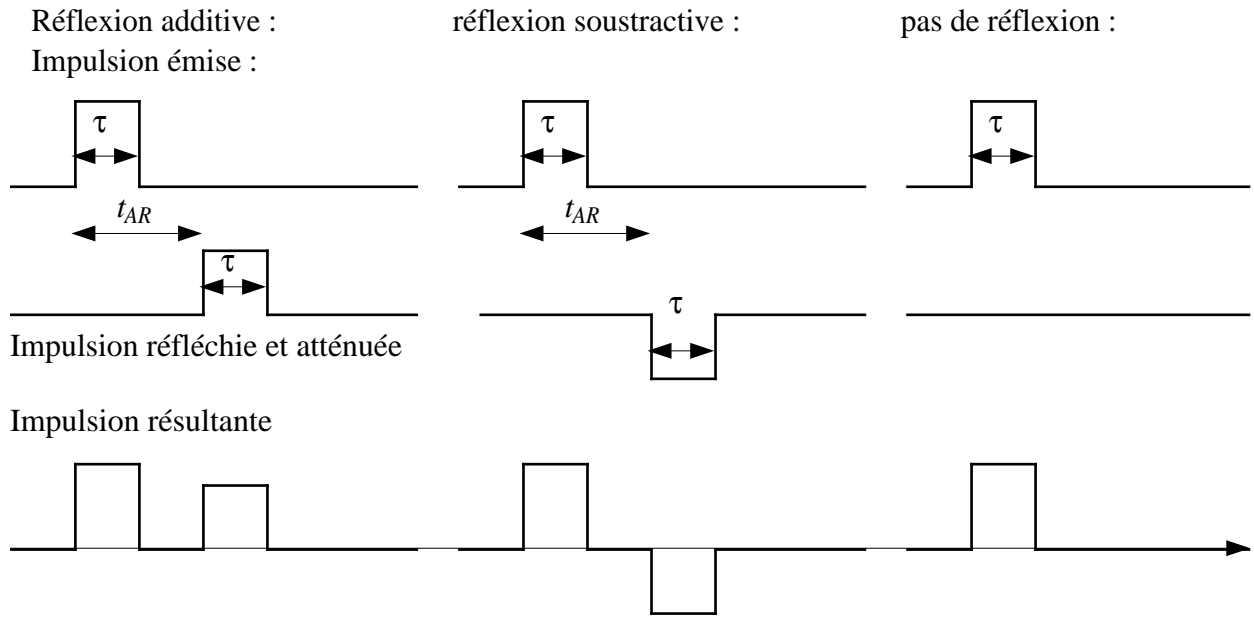 Réflexion additive : réflexion soustractive : pas de réflexion :
Impulsion émise :
τ τ τ
t_AR t_AR
τ
τ
Impulsion réfléchie et atténuée
Impulsion résultante